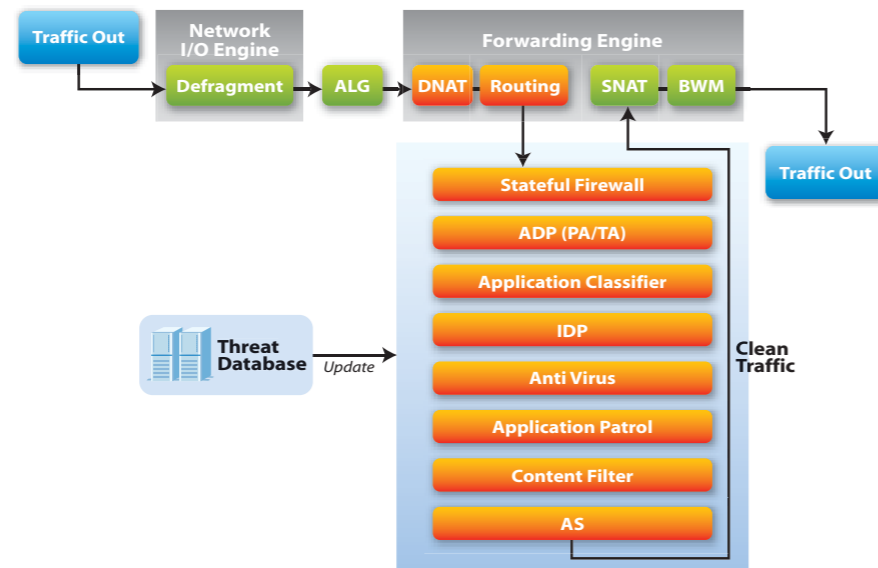 Traffic Out
Network
I/O Engine
Forwarding Engine
Defragment
ALG
DNAT
Routing
SNAT
BWM
Traffic Out
Stateful Firewall
ADP (PA/TA)
Application Classifier
IDP
Anti Virus
Application Patrol
Content Filter
AS
Threat
Database
Update
Clean
Traffic